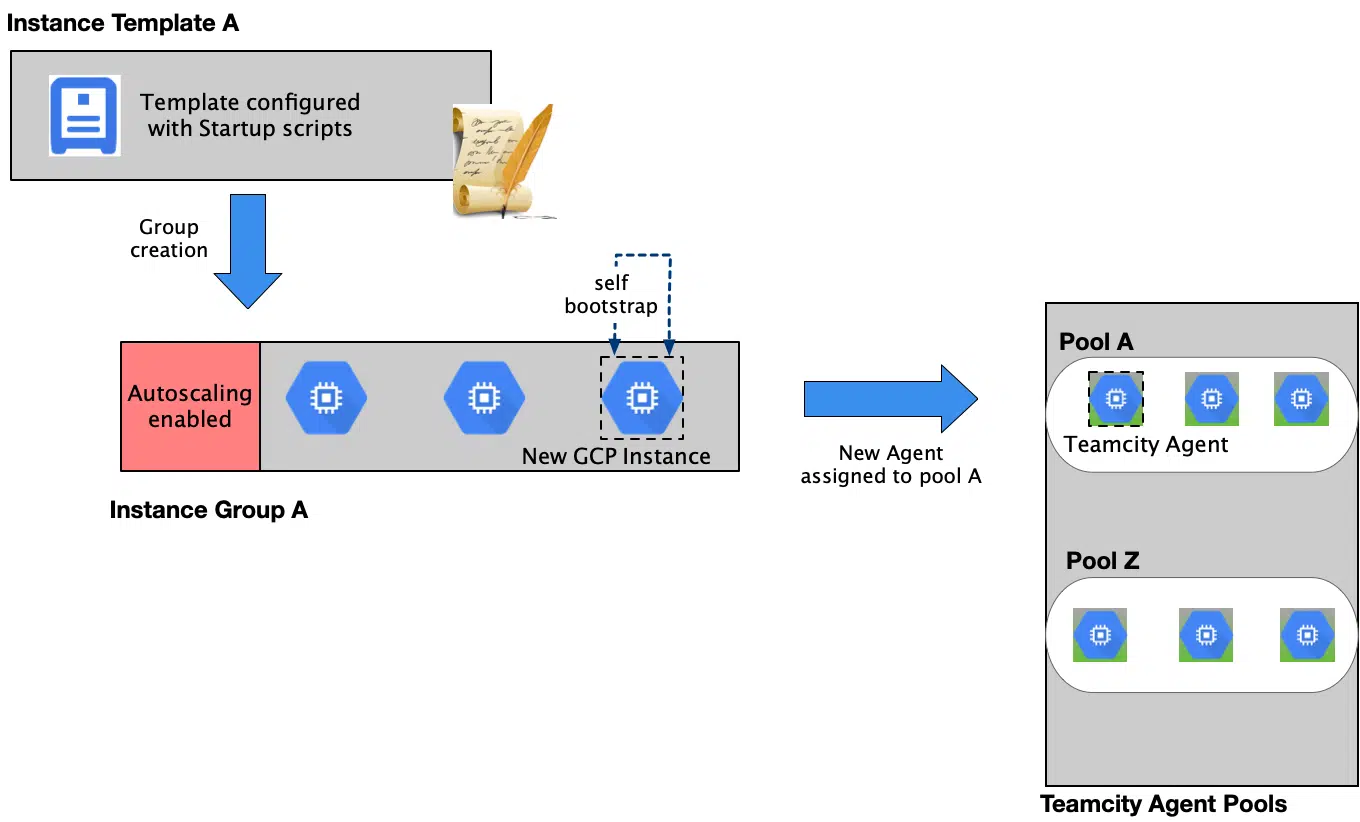 Instance Template A
Template configured
with Startup scripts
Group
creation
self
bootstrap
Autoscaling
enabled
New GCP Instance
Instance Group A
New Agent
assigned to pool A
Pool A
Teamcity Agent
Pool Z
Teamcity Agent Pools